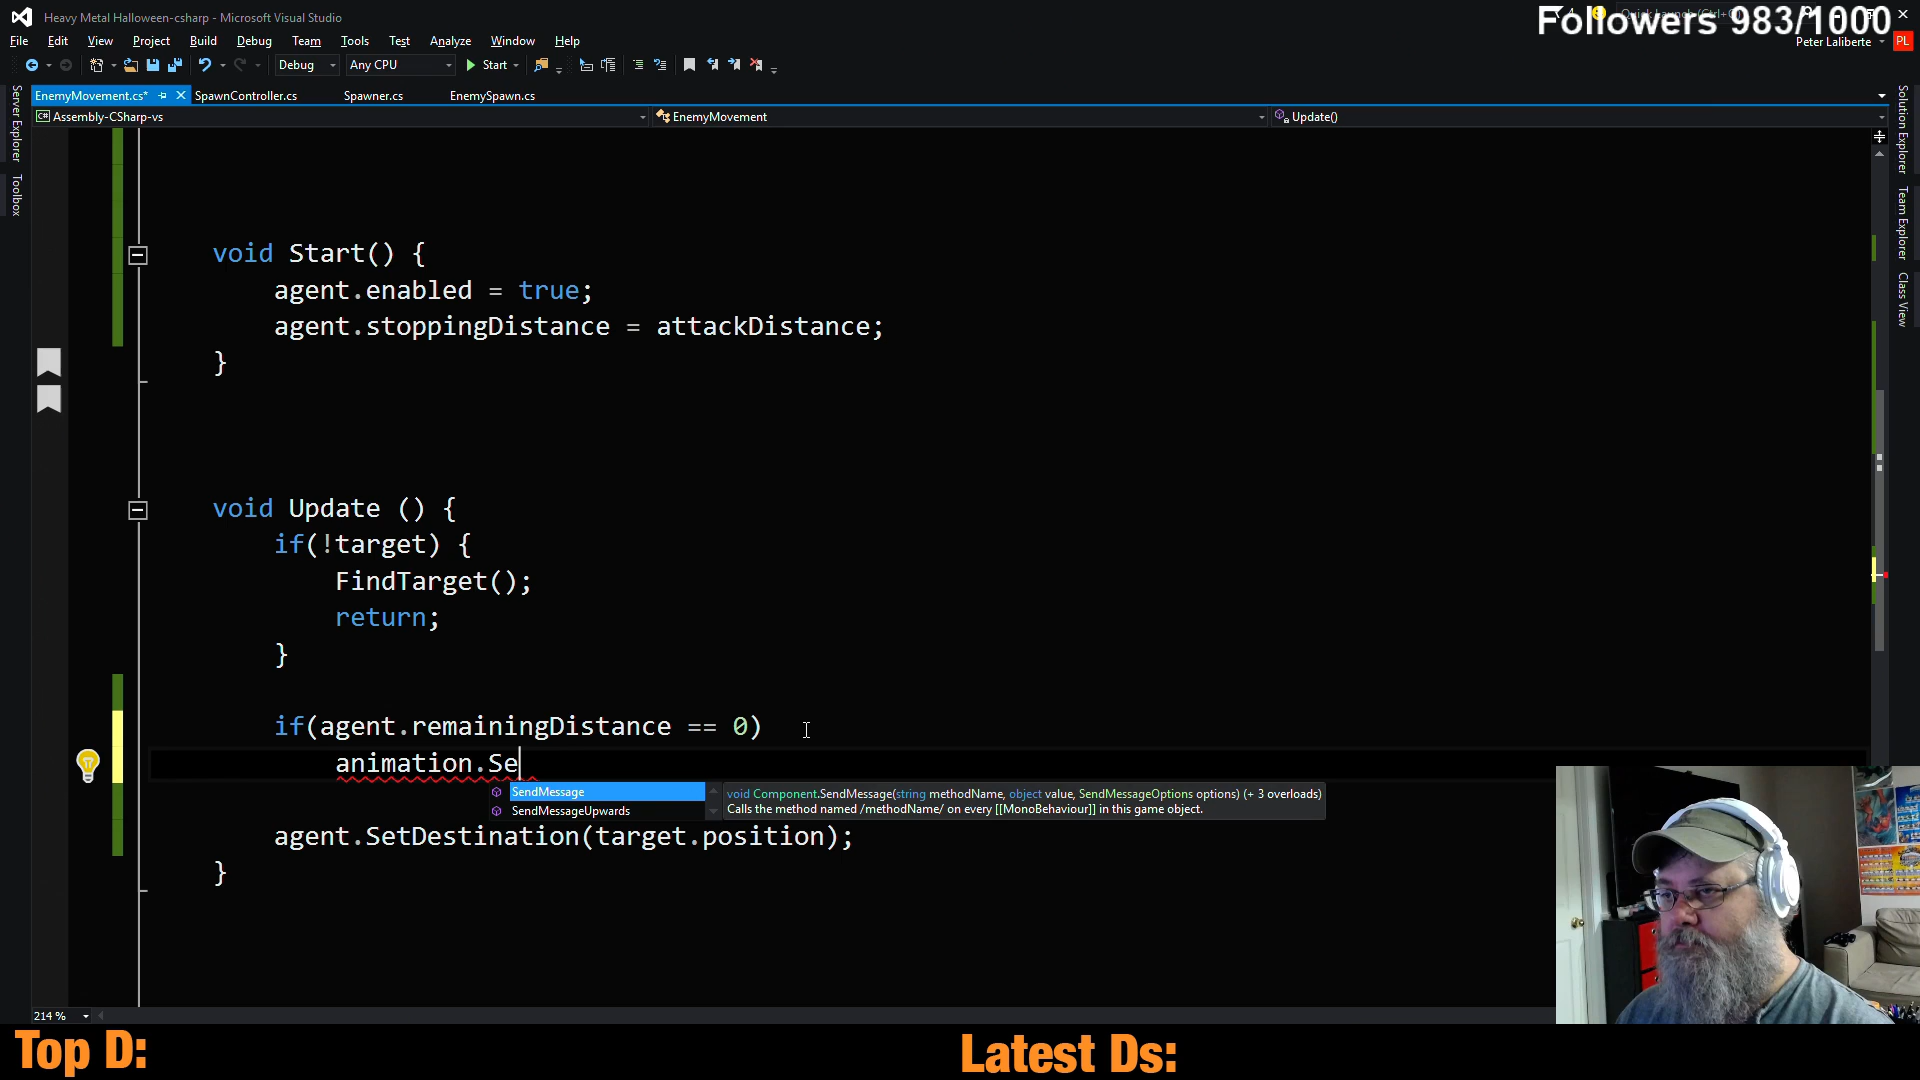 Heavy Metal Halloween-csharp - Microsoft Visual Studio
Followers 983/1000
File Edit View Project Build Debug Team Tools Test Analyze Window Help
Peter Laliberte PL
Debug Any CPU Start
EnemyMovement.cs* SpawnController.cs Spawner.cs EnemySpawn.cs
C# Assembly-CSharp-vs EnemyMovement Update()
Server Explorer
Toolbox
Solution Explorer
Team Explorer
Class View
void Start() {
agent.enabled = true;
agent.stoppingDistance = attackDistance;
}
void Update () {
if(!target) {
FindTarget();
return;
}
if(agent.remainingDistance == 0)
animation.Se
SendMessage
SendMessageUpwards
void Component.SendMessage(string methodName, object value, SendMessageOptions options) (+ 3 overloads)
Calls the method named /methodName/ on every [[MonoBehaviour]] in this game object.
agent.SetDestination(target.position);
}
214 %
Top D:
Latest Ds: